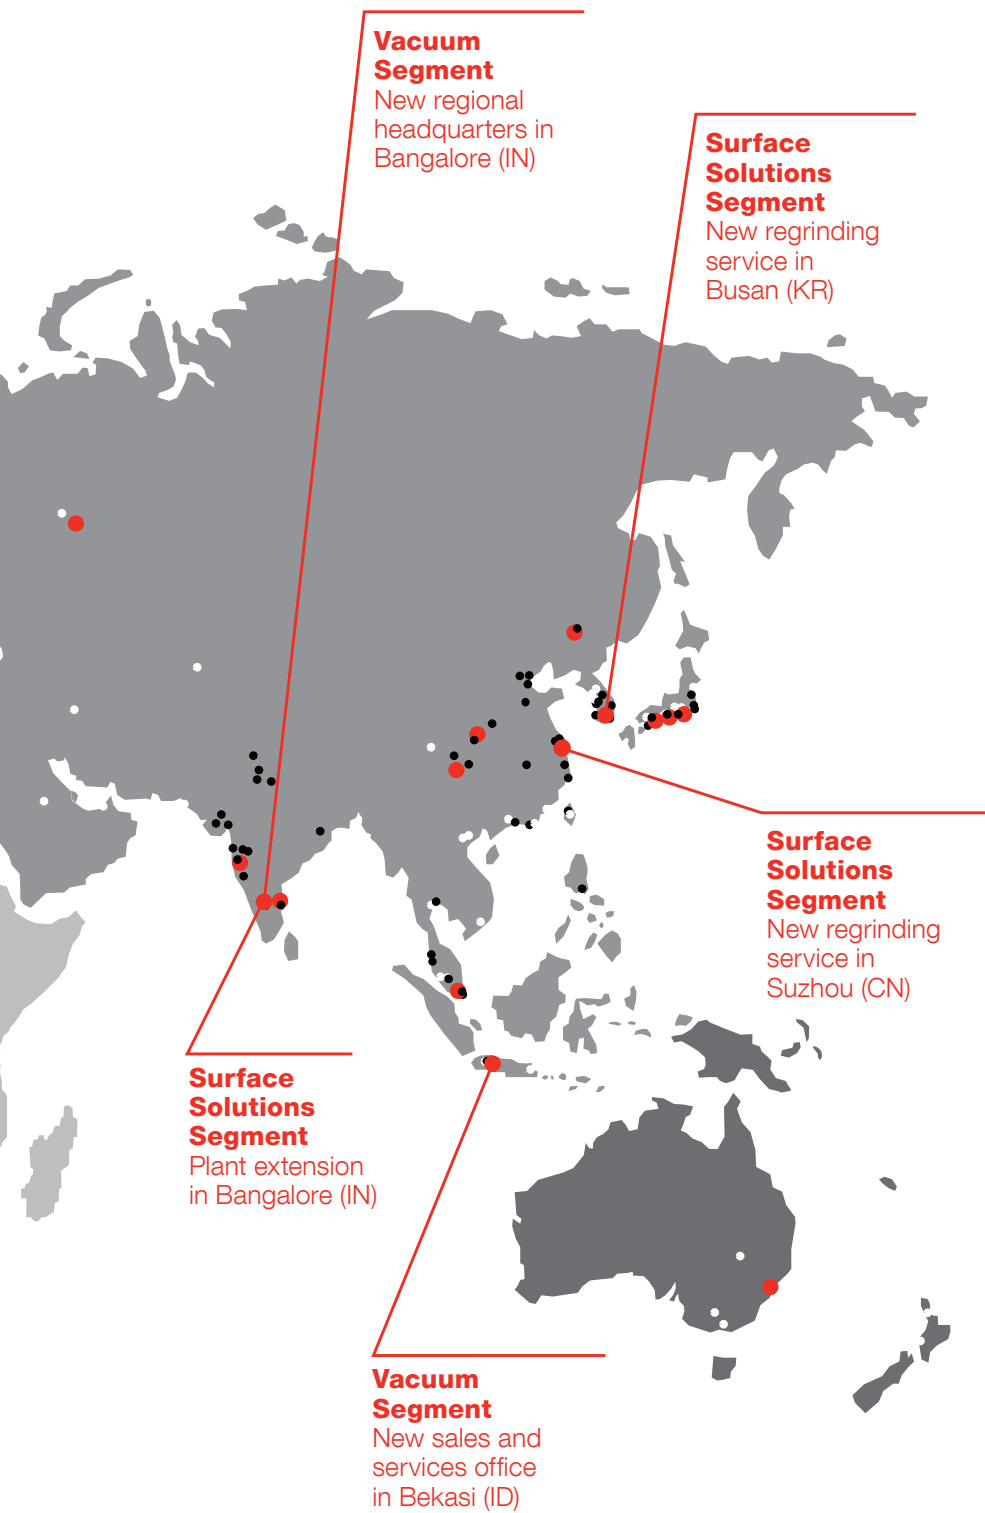 Vacuum
Segment
New regional
headquarters in
Bangalore (IN)
Surface
Solutions
Segment
New regrinding
service in
Busan (KR)
Surface
Solutions
Segment
New regrinding
service in
Suzhou (CN)
Surface
Solutions
Segment
Plant extension
in Bangalore (IN)
Vacuum
Segment
New sales and
services office
in Bekasi (ID)